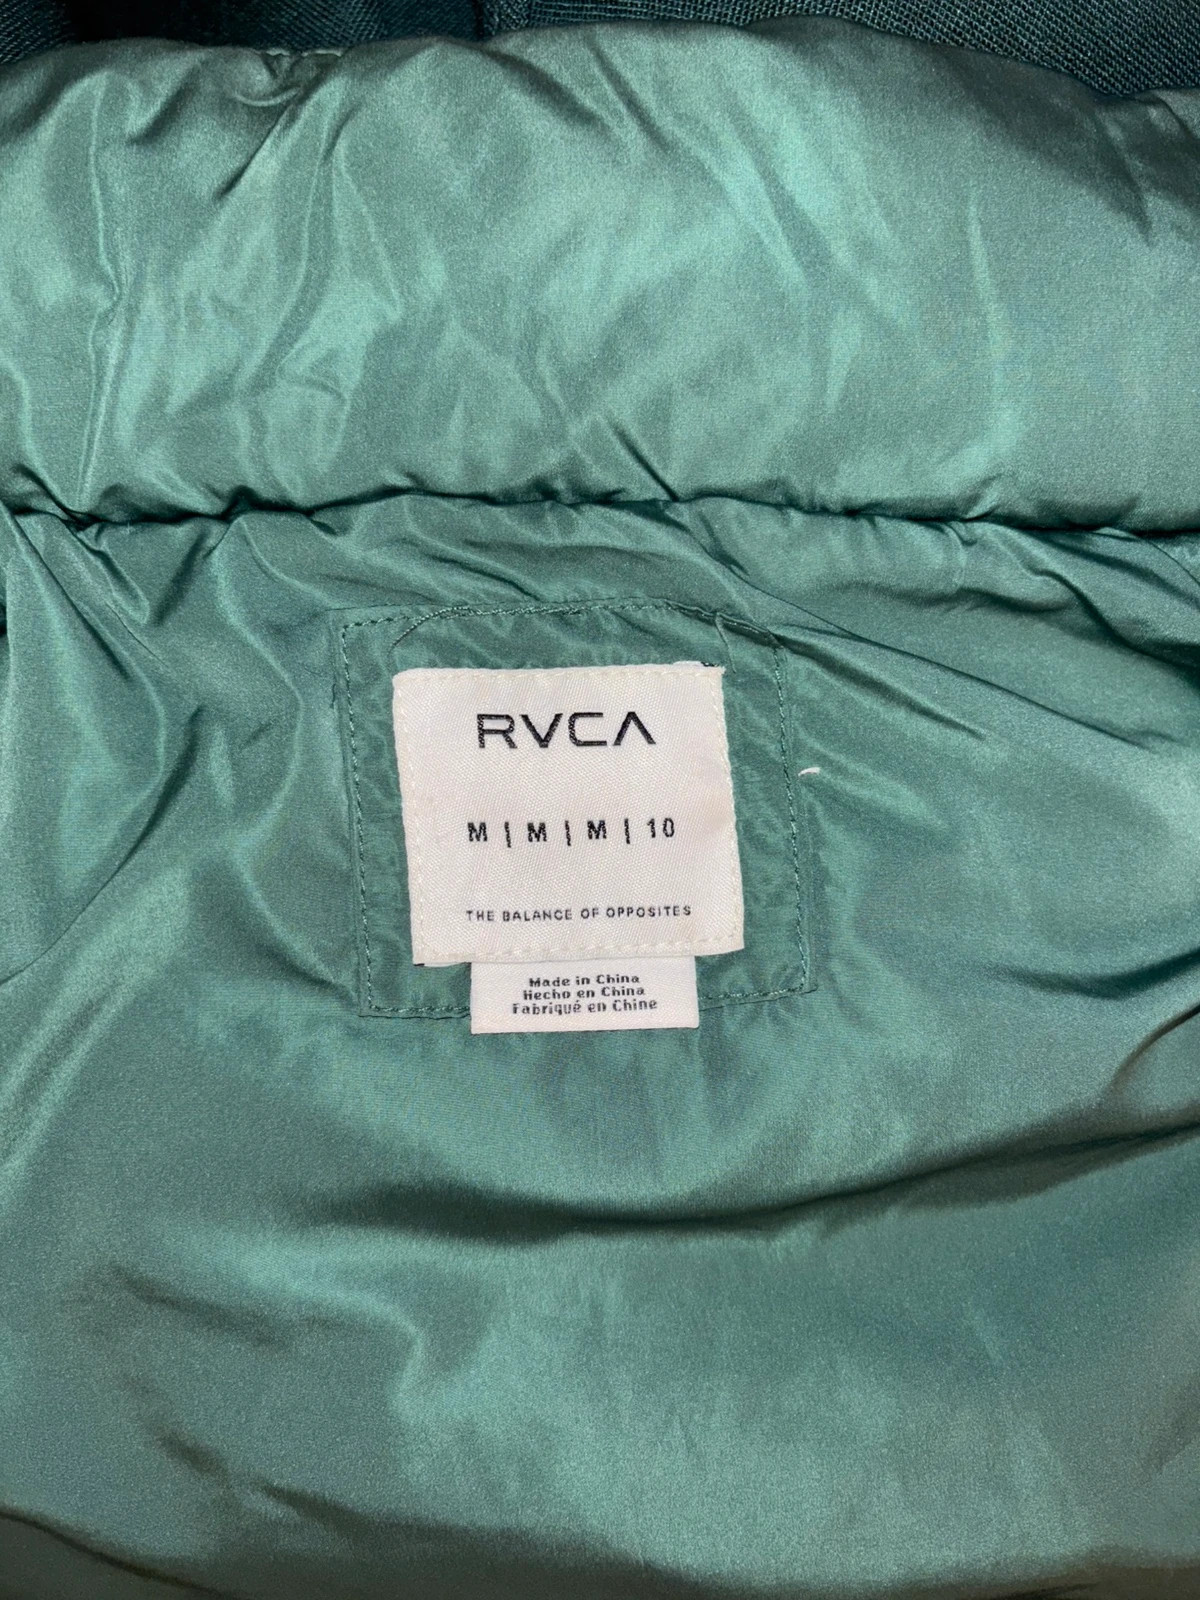 RVCA
M | M | M | 10
THE BALANCE OF OPPOSITES
Made in China
Hecho en China
Fabriqué en Chine